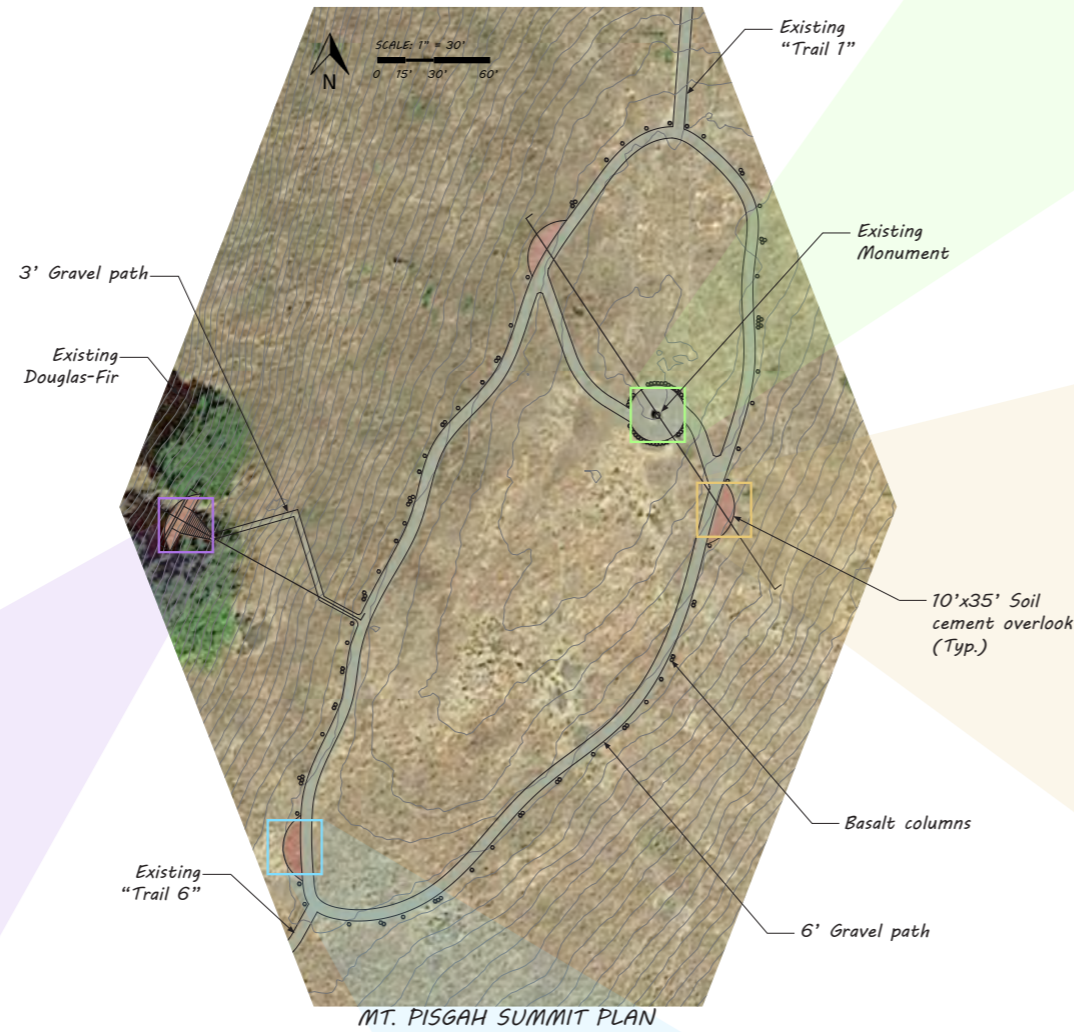 Existing
“Trail 1”
SCALE: 1" = 30'
0 15' 30' 60'
N
Existing
Monument
3' Gravel path
Existing
Douglas-Fir
10'x35' Soil
cement overlook
(Typ.)
Basalt columns
Existing
“Trail 6”
6' Gravel path
MT. PISGAH SUMMIT PLAN